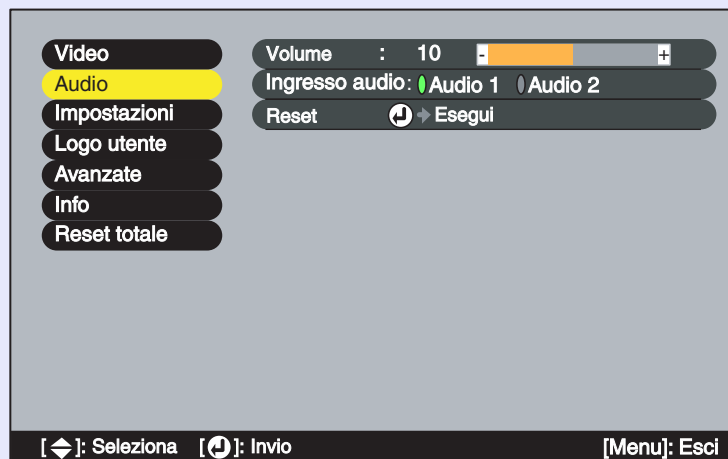 Video
Audio
Impostazioni
Logo utente
Avanzate
Info
Reset totale
Volume : 10 - +
Ingresso audio: Audio 1 Audio 2
Reset Esegui
[ ]: Seleziona [ ]: Invio [Menu]: Esci